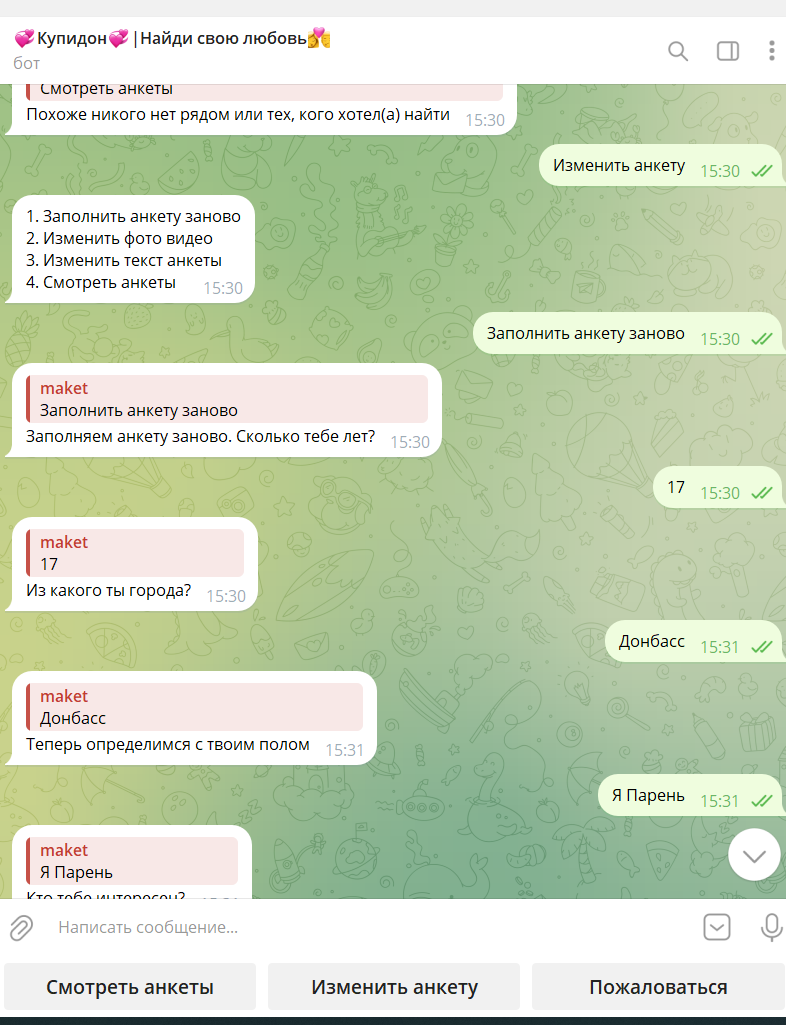 💞Купидон💞 |Найди свою любовь💏
бот
Смотреть анкеты
Похоже никого нет рядом или тех, кого хотел(а) найти 15:30
Изменить анкету 15:30
1. Заполнить анкету заново
2. Изменить фото видео
3. Изменить текст анкеты
4. Смотреть анкеты 15:30
Заполнить анкету заново 15:30
maket
Заполнить анкету заново
Заполняем анкету заново. Сколько тебе лет? 15:30
17 15:30
maket
17
Из какого ты города? 15:30
Донбасс 15:31
maket
Донбасс
Теперь определимся с твоим полом 15:31
Я Парень 15:31
maket
Я Парень
Кто тебе интересен?
Написать сообщение...
Смотреть анкеты Изменить анкету Пожаловаться